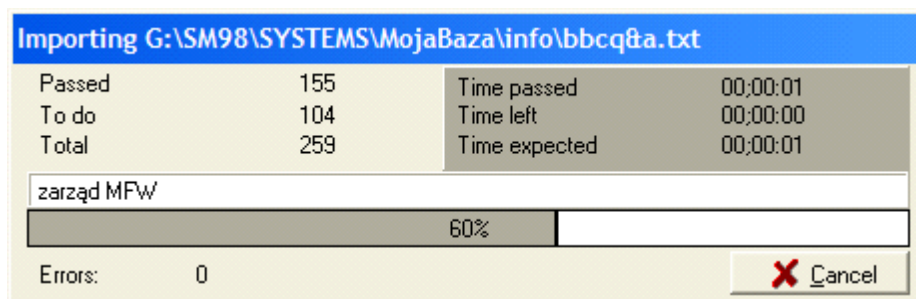 Importing G:\SM98\SYSTEMS\MojaBaza\info\bbcq&a.txt
Passed 155 Time passed 00;00:01
To do 104 Time left 00;00:00
Total 259 Time expected 00;00:01
zarząd MFW
60%
Errors: 0 Cancel